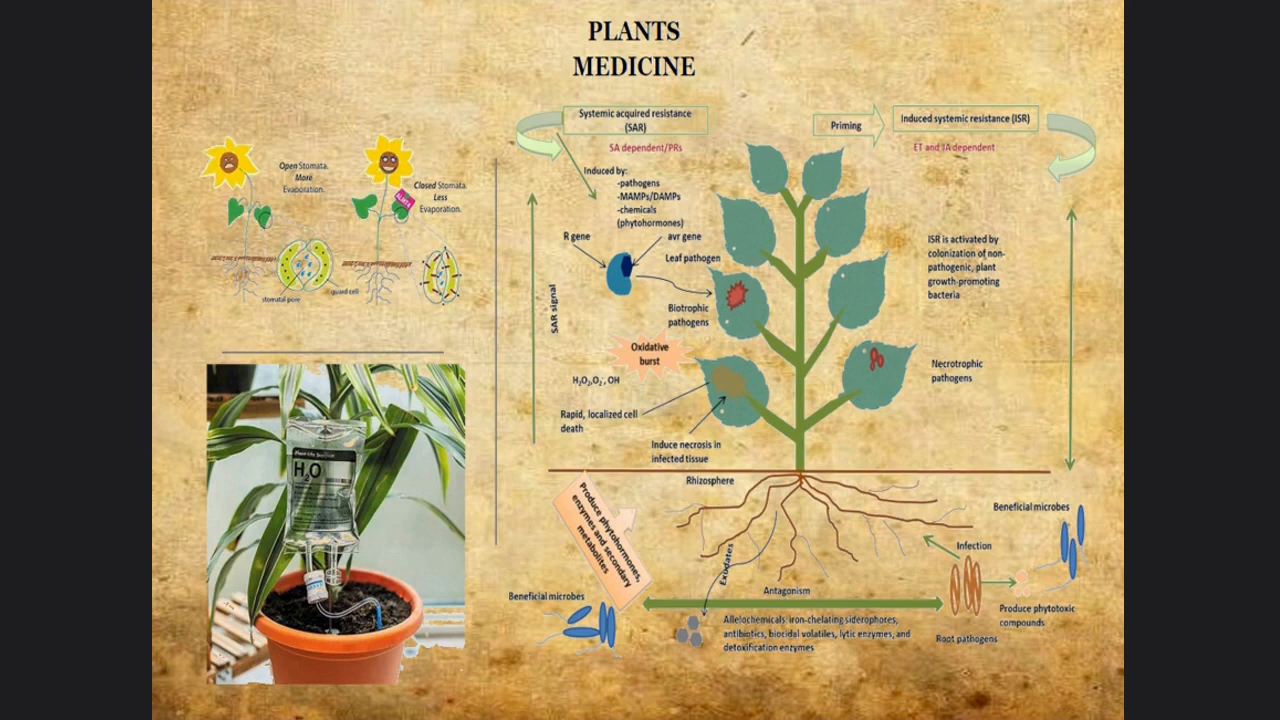 PLANTS
MEDICINE
Open Stomata.
More
Evaporation.
Closed Stomata.
Less
Evaporation.
stomatal pore
guard cell
Plant Life Support
H2O
Systemic acquired resistance
(SAR)
SA dependent/PRs
Induced by:
-pathogens
-MAMPs/DAMPs
-chemicals
(phytohormones)
R gene
avr gene
Leaf pathogen
Biotrophic
pathogens
SAR signal
Oxidative
burst
H2O2,O2-, OH
Rapid, localized cell
death
Induce necrosis in
infected tissue
Priming
Induced systemic resistance (ISR)
ET and JA dependent
ISR is activated by
colonization of non-
pathogenic, plant
growth-promoting
bacteria
Necrotrophic
pathogens
Rhizosphere
Produce phytohormones,
enzymes and secondary
metabolites
Beneficial microbes
Exudates
Antagonism
Allelochemicals: iron-chelating siderophores,
antibiotics, biocidal volatiles, lytic enzymes, and
detoxification enzymes
Beneficial microbes
Infection
Produce phytotoxic
compounds
Root pathogens